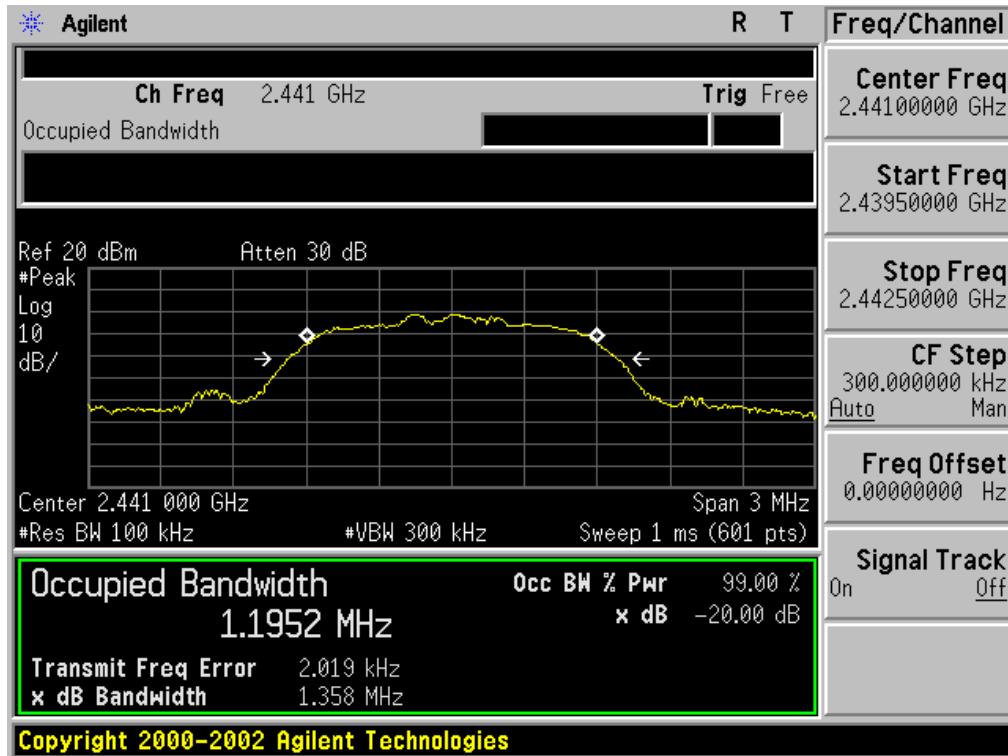 Agilent R T
Ch Freq 2.441 GHz Trig Free
Occupied Bandwidth
Ref 20 dBm Atten 30 dB
#Peak
Log
10
dB/
Center 2.441 000 GHz Span 3 MHz
#Res BW 100 kHz #VBW 300 kHz Sweep 1 ms (601 pts)
Occupied Bandwidth
1.1952 MHz
Occ BW % Pwr 99.00 %
x dB -20.00 dB
Transmit Freq Error 2.019 kHz
x dB Bandwidth 1.358 MHz
Copyright 2000-2002 Agilent Technologies
Freq/Channel
Center Freq
2.44100000 GHz
Start Freq
2.43950000 GHz
Stop Freq
2.44250000 GHz
CF Step
300.000000 kHz
Auto Man
Freq Offset
0.00000000 Hz
Signal Track
On Off